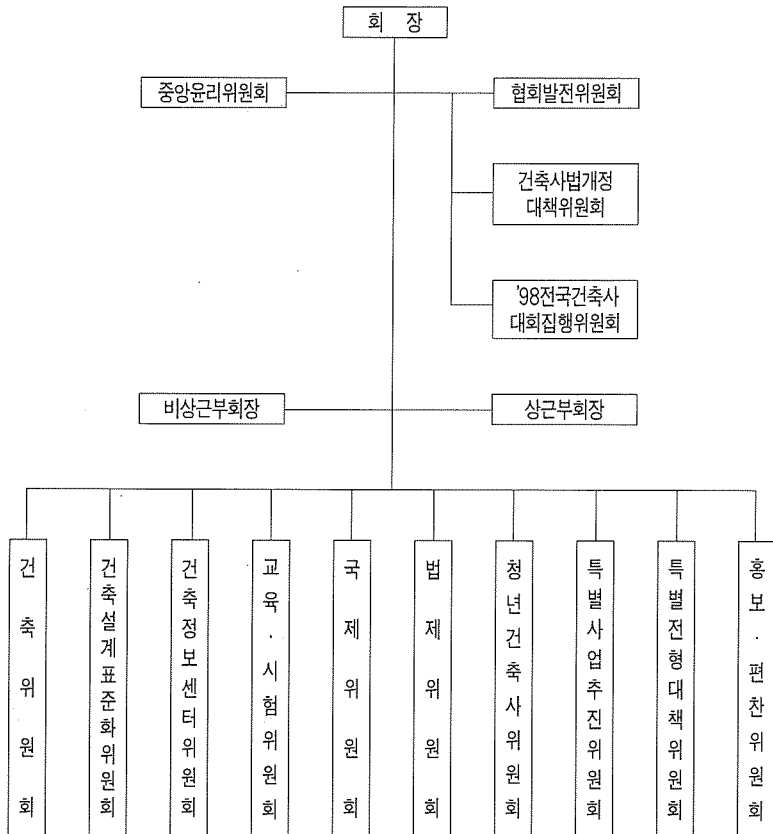 회 장
중앙윤리위원회
협회발전위원회
건축사법개정
대책위원회
'98전국건축사
대회집행위원회
비상근부회장
상근부회장
건축위원회
건축설계표준화위원회
건축정보센터위원회
교육·시험위원회
국제위원회
법제위원회
청년건축사위원회
특별사업추진위원회
특별전형대책위원회
홍보·편찬위원회